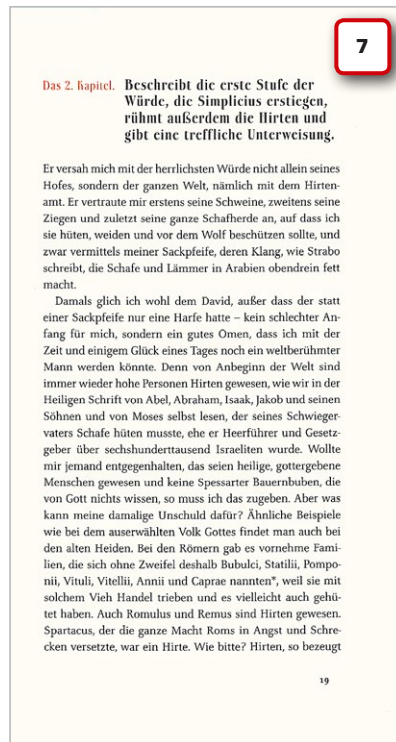 7
Das 2. Kapitel. Beschreibt die erste Stufe der
Würde, die Simplicius erstiegen,
rühmt außerdem die Hirten und
gibt eine treffliche Unterweisung.
Er versah mich mit der herrlichsten Würde nicht allein seines
Hofes, sondern der ganzen Welt, nämlich mit dem Hirten-
amt. Er vertraute mir erstens seine Schweine, zweitens seine
Ziegen und zuletzt seine ganze Schafherde an, auf dass ich
sie hüten, weiden und vor dem Wolf beschützen sollte, und
zwar vermittels meiner Sackpfeife, deren Klang, wie Strabo
schreibt, die Schafe und Lämmer in Arabien obendrein fett
macht.
Damals glich ich wohl dem David, außer dass der statt
einer Sackpfeife nur eine Harfe hatte – kein schlechter An-
fang für mich, sondern ein gutes Omen, dass ich mit der
Zeit und einigem Glück eines Tages noch ein weltberühmter
Mann werden könnte. Denn von Anbeginn der Welt sind
immer wieder hohe Personen Hirten gewesen, wie wir in der
Heiligen Schrift von Abel, Abraham, Isaak, Jakob und seinen
Söhnen und von Moses selbst lesen, der seines Schwieger-
vaters Schafe hüten musste, ehe er Heerführer und Gesetz-
geber über sechshunderttausend Israeliten wurde. Wollte
mir jemand entgegenhalten, das seien heilige, gottergebene
Menschen gewesen und keine Spessarter Bauernbuben, die
von Gott nichts wissen, so muss ich das zugeben. Aber was
kann meine damalige Unschuld dafür? Ähnliche Beispiele
wie bei dem auserwählten Volk Gottes findet man auch bei
den alten Heiden. Bei den Römern gab es vornehme Fami-
lien, die sich ohne Zweifel deshalb Bubulci, Statilii, Pompo-
nii, Vituli, Vitellii, Annii und Caprae nannten*, weil sie mit
solchem Vieh Handel trieben und es vielleicht auch gehü-
tet haben. Auch Romulus und Remus sind Hirten gewesen.
Spartacus, der die ganze Macht Roms in Angst und Schre-
cken versetzte, war ein Hirte. Wie bitte? Hirten, so bezeugt
19